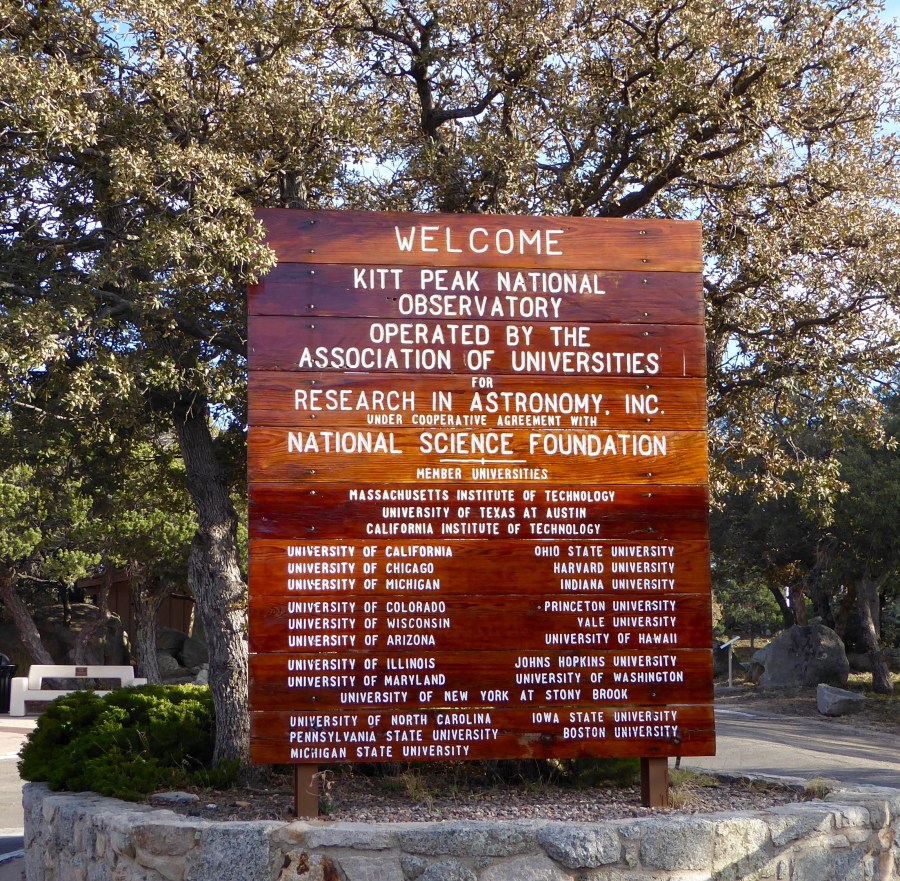 WELCOME
KITT PEAK NATIONAL
OBSERVATORY
OPERATED BY THE
ASSOCIATION OF UNIVERSITIES
FOR
RESEARCH IN ASTRONOMY, INC.
UNDER COOPERATIVE AGREEMENT WITH
NATIONAL SCIENCE FOUNDATION
MEMBER UNIVERSITIES
MASSACHUSETTS INSTITUTE OF TECHNOLOGY
UNIVERSITY OF TEXAS AT AUSTIN
CALIFORNIA INSTITUTE OF TECHNOLOGY
UNIVERSITY OF CALIFORNIA OHIO STATE UNIVERSITY
UNIVERSITY OF CHICAGO HARVARD UNIVERSITY
UNIVERSITY OF MICHIGAN INDIANA UNIVERSITY
UNIVERSITY OF COLORADO PRINCETON UNIVERSITY
UNIVERSITY OF WISCONSIN YALE UNIVERSITY
UNIVERSITY OF ARIZONA UNIVERSITY OF HAWAII
UNIVERSITY OF ILLINOIS JOHNS HOPKINS UNIVERSITY
UNIVERSITY OF MARYLAND UNIVERSITY OF WASHINGTON
UNIVERSITY OF NEW YORK AT STONY BROOK
UNIVERSITY OF NORTH CAROLINA IOWA STATE UNIVERSITY
PENNSYLVANIA STATE UNIVERSITY BOSTON UNIVERSITY
MICHIGAN STATE UNIVERSITY